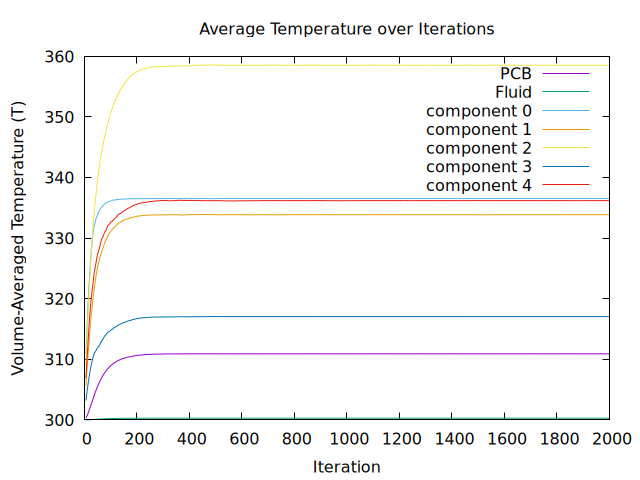 Average Temperature over Iterations
Volume-Averaged Temperature (T)
360
350
340
330
320
310
300
PCB
Fluid
component 0
component 1
component 2
component 3
component 4
0 200 400 600 800 1000 1200 1400 1600 1800 2000
Iteration